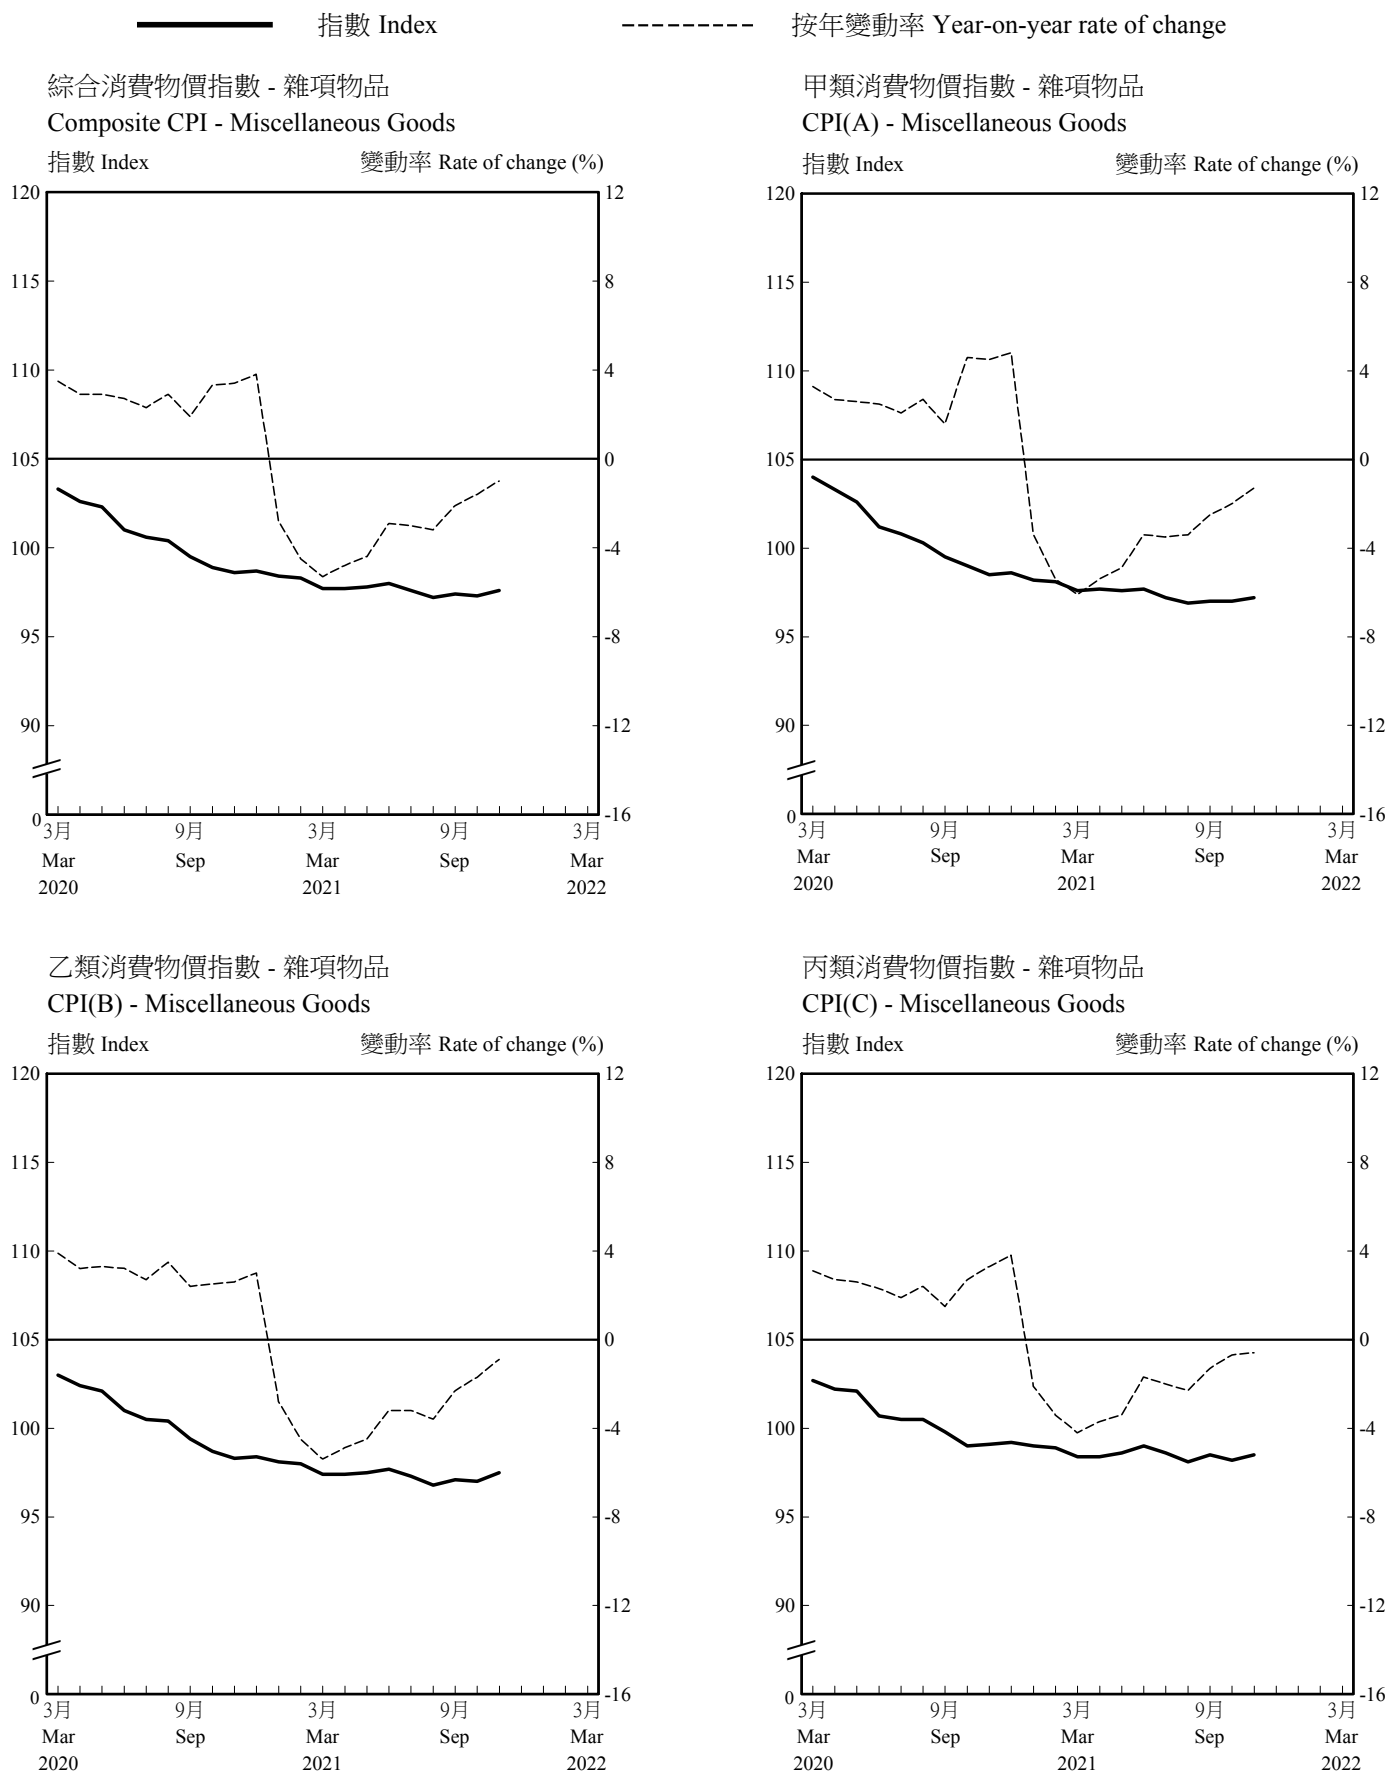 指數 Index
按年變動率 Year-on-year rate of change
綜合消費物價指數 - 雜項物品
Composite CPI - Miscellaneous Goods
指數 Index 變動率 Rate of change (%)
120 12
115 8
110 4
105 0
100 -4
95 -8
90 -12
0 -16
3月 9月 3月 9月 3月
Mar Sep Mar Sep Mar
2020 2021 2022
甲類消費物價指數 - 雜項物品
CPI(A) - Miscellaneous Goods
指數 Index 變動率 Rate of change (%)
120 12
115 8
110 4
105 0
100 -4
95 -8
90 -12
0 -16
3月 9月 3月 9月 3月
Mar Sep Mar Sep Mar
2020 2021 2022
乙類消費物價指數 - 雜項物品
CPI(B) - Miscellaneous Goods
指數 Index 變動率 Rate of change (%)
120 12
115 8
110 4
105 0
100 -4
95 -8
90 -12
0 -16
3月 9月 3月 9月 3月
Mar Sep Mar Sep Mar
2020 2021 2022
丙類消費物價指數 - 雜項物品
CPI(C) - Miscellaneous Goods
指數 Index 變動率 Rate of change (%)
120 12
115 8
110 4
105 0
100 -4
95 -8
90 -12
0 -16
3月 9月 3月 9月 3月
Mar Sep Mar Sep Mar
2020 2021 2022